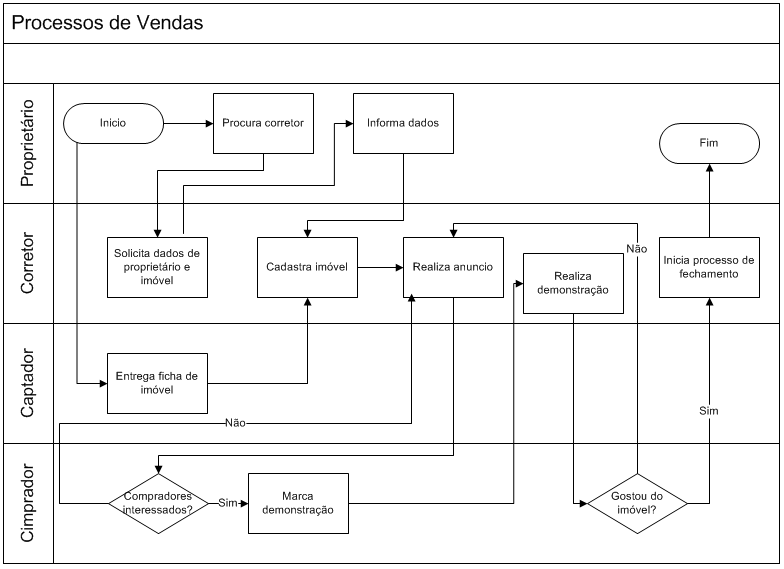 Processos de Vendas
Proprietário
Inicio
Procura corretor
Informa dados
Fim
Corretor
Solicita dados de
proprietário e
imóvel
Cadastra imóvel
Realiza anuncio
Realiza
demonstração
Não
Inicia processo de
fechamento
Captador
Entrega ficha de
imóvel
Não
Sim
Cimprador
Compradores
interessados?
Sim
Marca
demonstração
Gostou do
imóvel?